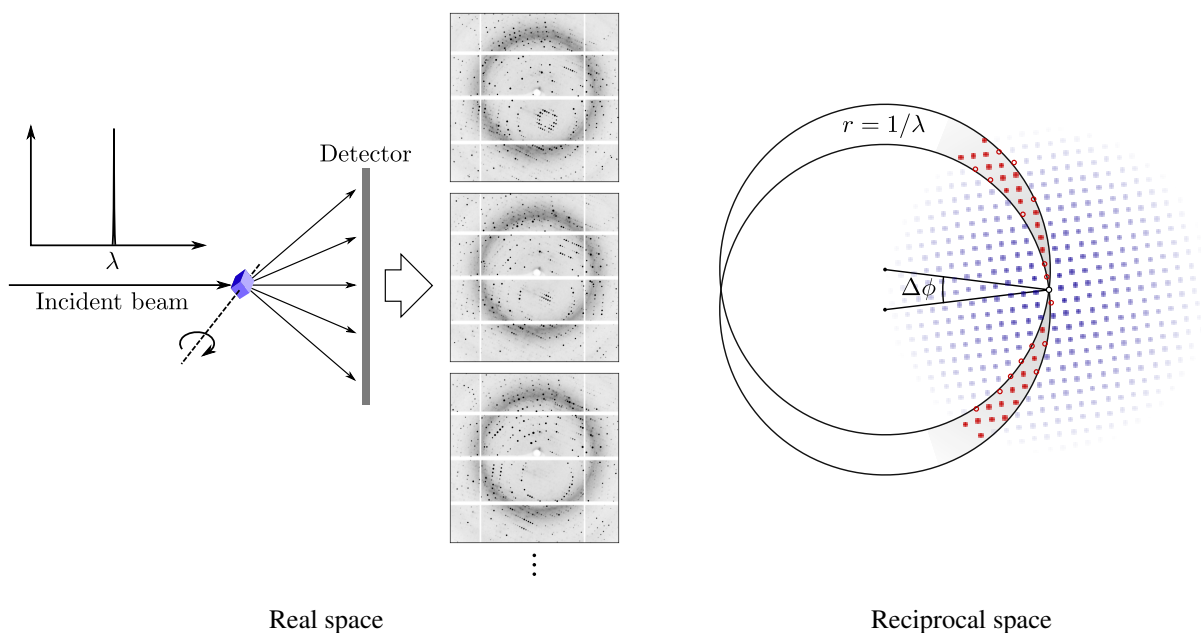 Detector
λ
Incident beam
r = 1/λ
Δϕ
Real space
Reciprocal space